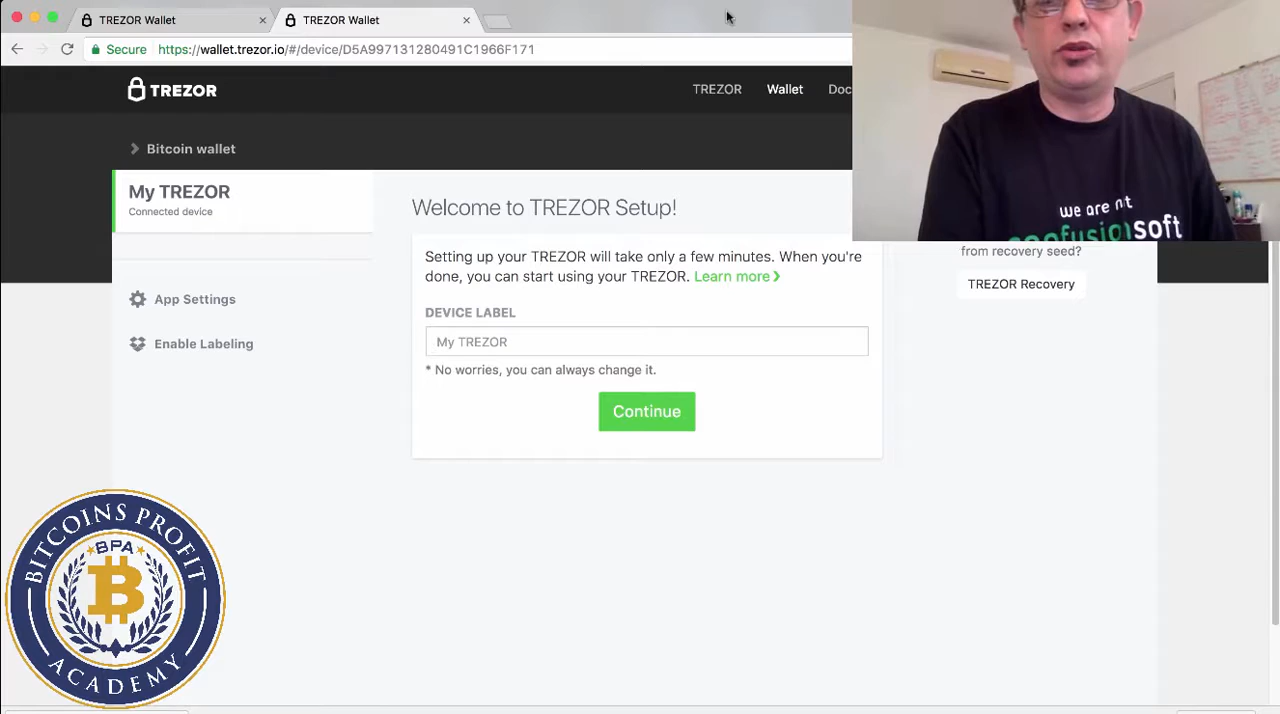 TREZOR Wallet
TREZOR Wallet
Secure https://wallet.trezor.io/#/device/D5A997131280491C1966F171
TREZOR
TREZOR Wallet Doc
Bitcoin wallet
My TREZOR
Connected device
App Settings
Enable Labeling
Welcome to TREZOR Setup!
Setting up your TREZOR will take only a few minutes. When you're
done, you can start using your TREZOR. Learn more
DEVICE LABEL
My TREZOR
* No worries, you can always change it.
Continue
from recovery seed?
TREZOR Recovery
we are not
confusionsoft
BITCOINS PROFIT
BPA
ACADEMY